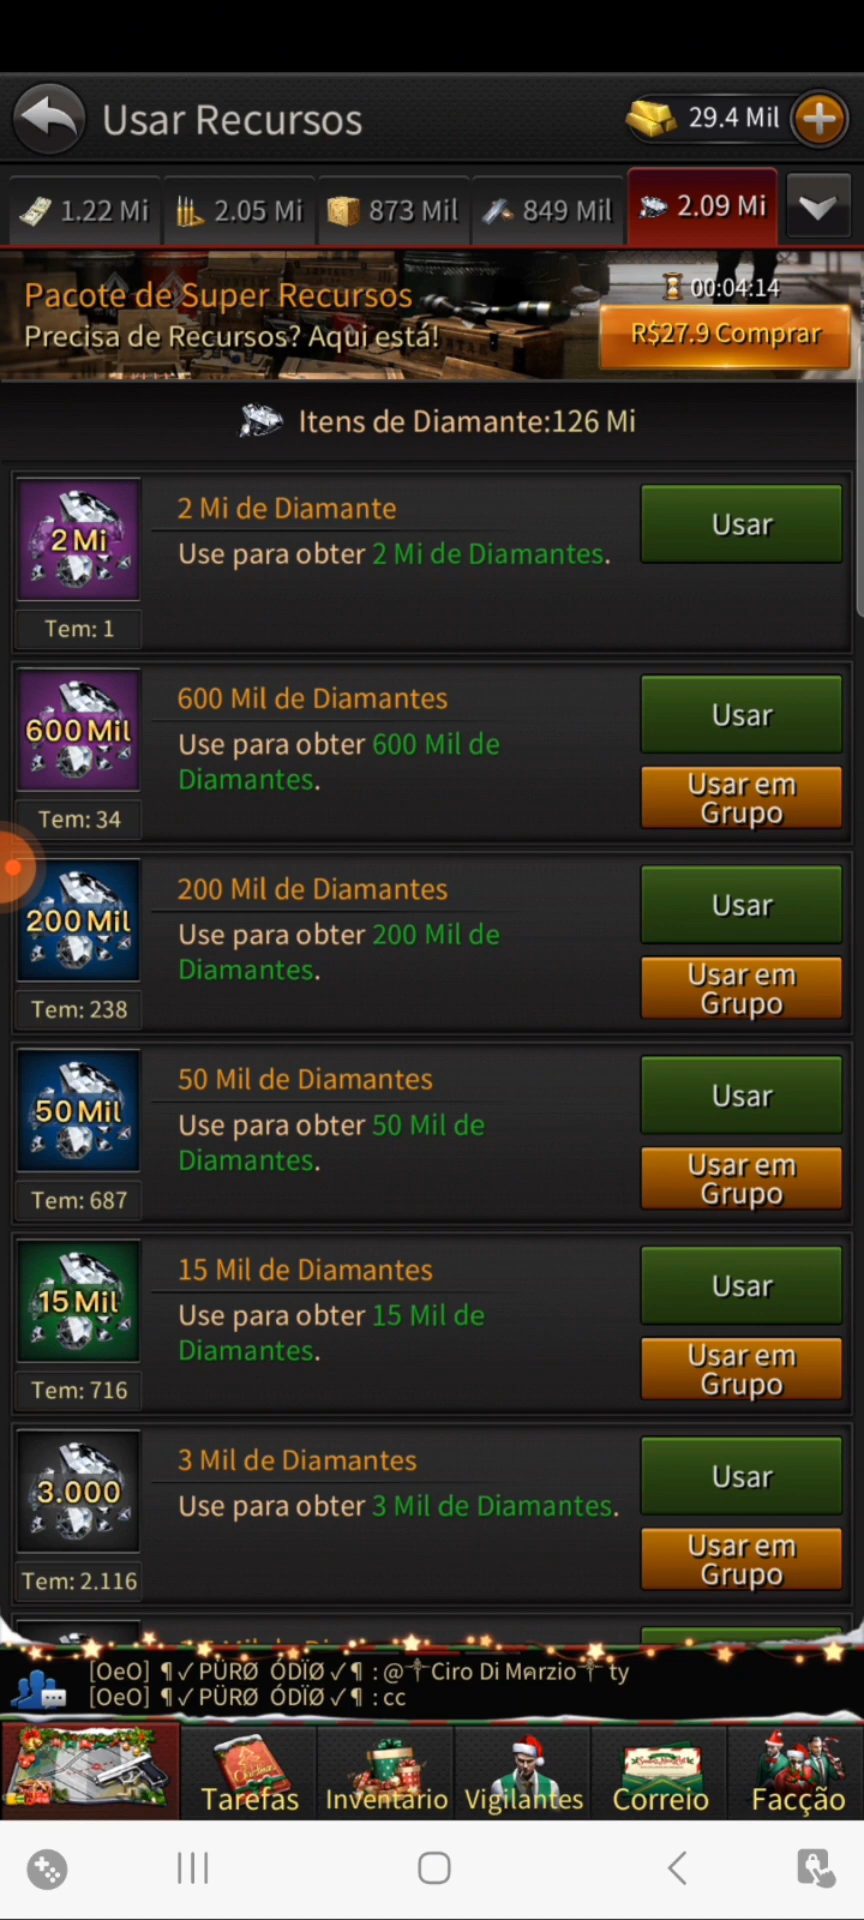 Usar Recursos
29.4 Mil
1.22 Mi
2.05 Mi
873 Mil
849 Mil
2.09 Mi
Pacote de Super Recursos
00:04:14
Precisa de Recursos? Aqui está!
R$27.9 Comprar
Itens de Diamante:126 Mi
2 Mi
2 Mi de Diamante
Use para obter 2 Mi de Diamantes.
Usar
Tem: 1
600 Mil
600 Mil de Diamantes
Use para obter 600 Mil de
Diamantes.
Usar
Usar em
Grupo
Tem: 34
200 Mil
200 Mil de Diamantes
Use para obter 200 Mil de
Diamantes.
Usar
Usar em
Grupo
Tem: 238
50 Mil
50 Mil de Diamantes
Use para obter 50 Mil de
Diamantes.
Usar
Usar em
Grupo
Tem: 687
15 Mil
15 Mil de Diamantes
Use para obter 15 Mil de
Diamantes.
Usar
Usar em
Grupo
Tem: 716
3.000
3 Mil de Diamantes
Use para obter 3 Mil de Diamantes.
Usar
Usar em
Grupo
Tem: 2.116
[OeO] ¶✓PÜRØ ÓDÏØ✓¶ : @༒Ciro Di Mαrzio༒ ty
[OeO] ¶✓PÜRØ ÓDÏØ✓¶ : cc
Tarefas
Inventário
Vigilantes
Correio
Facção